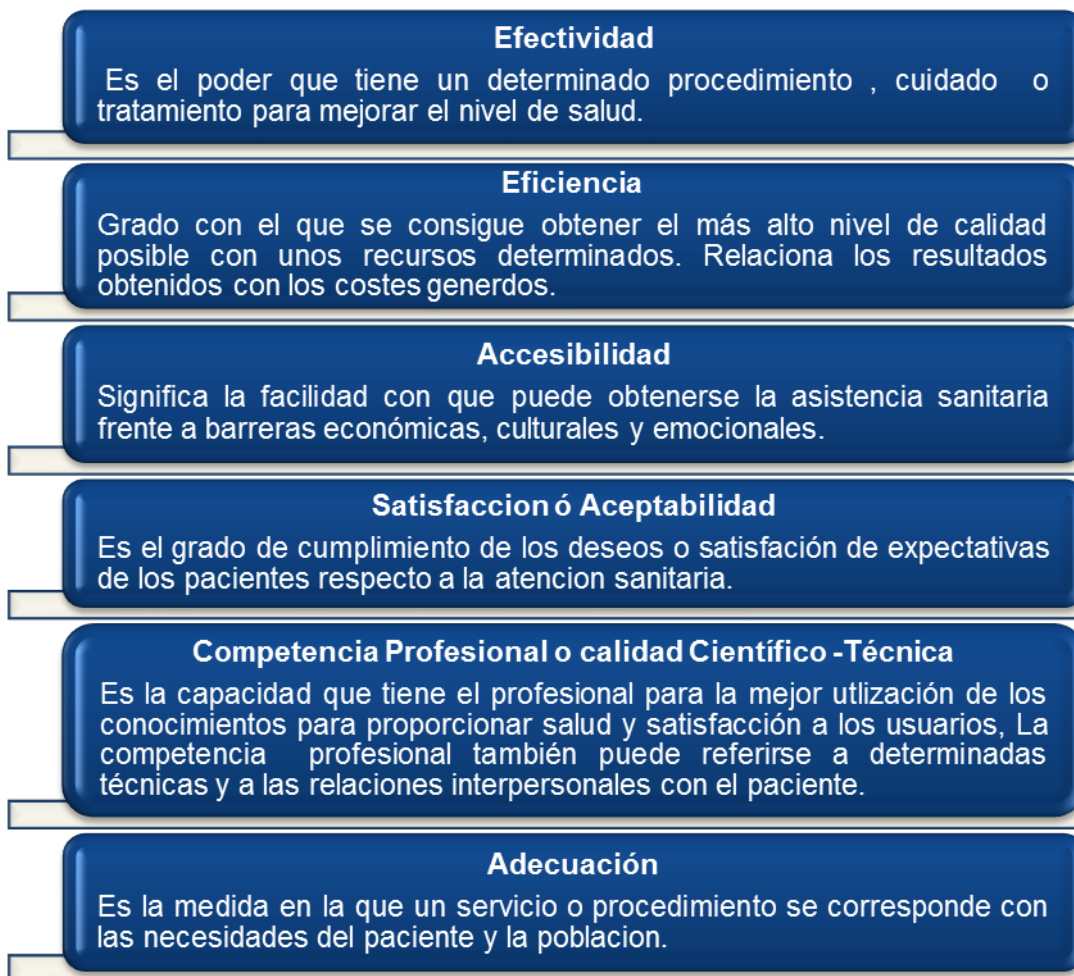 Efectividad
Es el poder que tiene un determinado procedimiento , cuidado o
tratamiento para mejorar el nivel de salud.
Eficiencia
Grado con el que se consigue obtener el más alto nivel de calidad
posible con unos recursos determinados. Relaciona los resultados
obtenidos con los costes generdos.
Accesibilidad
Significa la facilidad con que puede obtenerse la asistencia sanitaria
frente a barreras económicas, culturales y emocionales.
Satisfaccion ó Aceptabilidad
Es el grado de cumplimiento de los deseos o satisfación de expectativas
de los pacientes respecto a la atencion sanitaria.
Competencia Profesional o calidad Científico -Técnica
Es la capacidad que tiene el profesional para la mejor utlización de los
conocimientos para proporcionar salud y satisfacción a los usuarios, La
competencia profesional también puede referirse a determinadas
técnicas y a las relaciones interpersonales con el paciente.
Adecuación
Es la medida en la que un servicio o procedimiento se corresponde con
las necesidades del paciente y la poblacion.